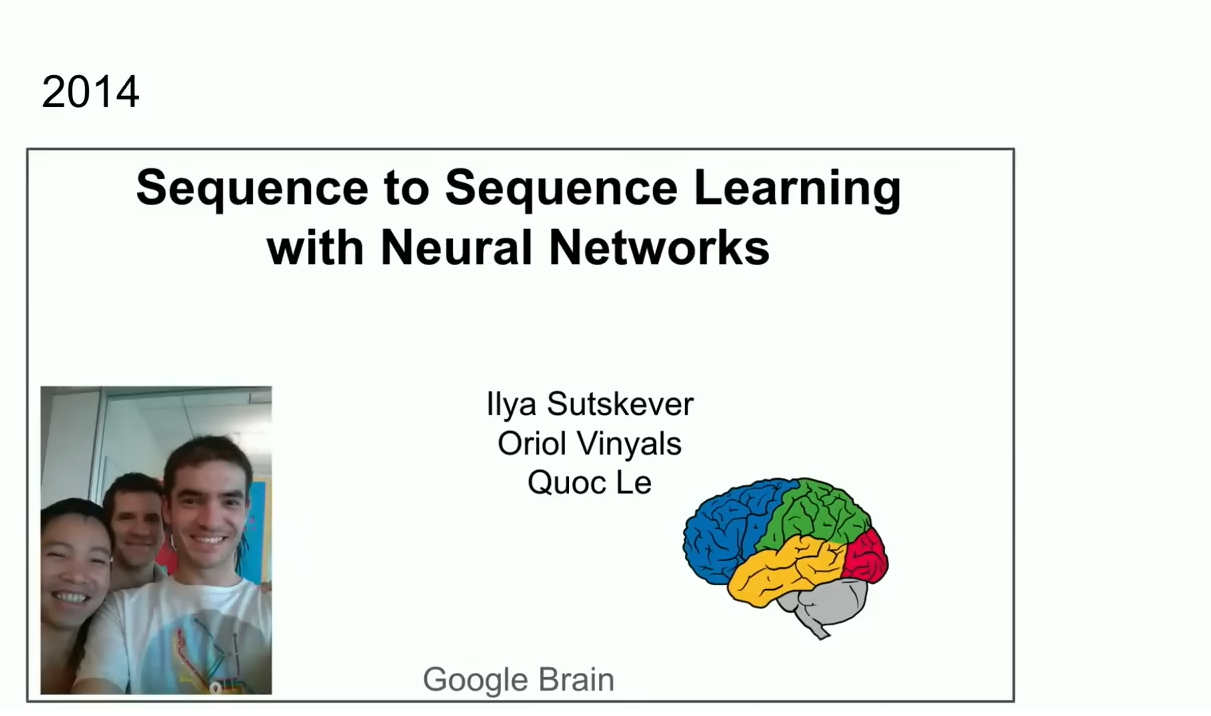 2014
Sequence to Sequence Learning
with Neural Networks
Ilya Sutskever
Oriol Vinyals
Quoc Le
Google Brain